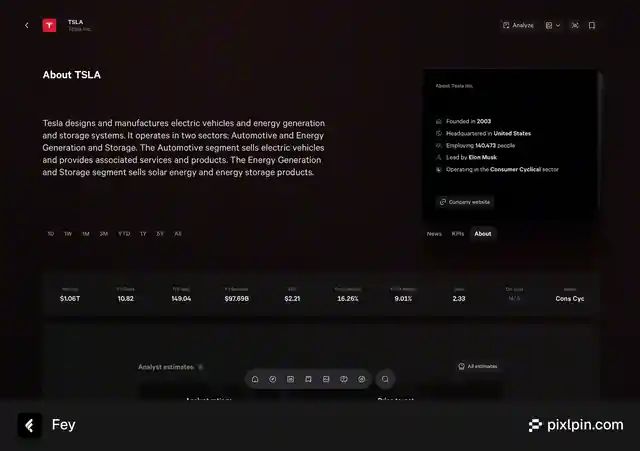 TSLA
Tesla Inc.
Analyze
About TSLA
Tesla designs and manufactures electric vehicles and energy generation
and storage systems. It operates in two sectors: Automotive and Energy
Generation and Storage. The Automotive segment sells electric vehicles
and provides associated services and products. The Energy Generation
and Storage segment sells solar energy and energy storage products.
About Tesla Inc.
Founded in 2003
Headquartered in United States
Employing 140,473 people
Lead by Elon Musk
Operating in the Consumer Cyclical sector
Company website
1D 1W 1M 3M YTD 1Y 5Y All
News KPIs About
$1.06T 10.82 149.04 $97.69B $2.21 16.26% 9.01% 2.33 N/A Cons Cyc
Analyst estimates
All estimates
Fey
pixlpin.com